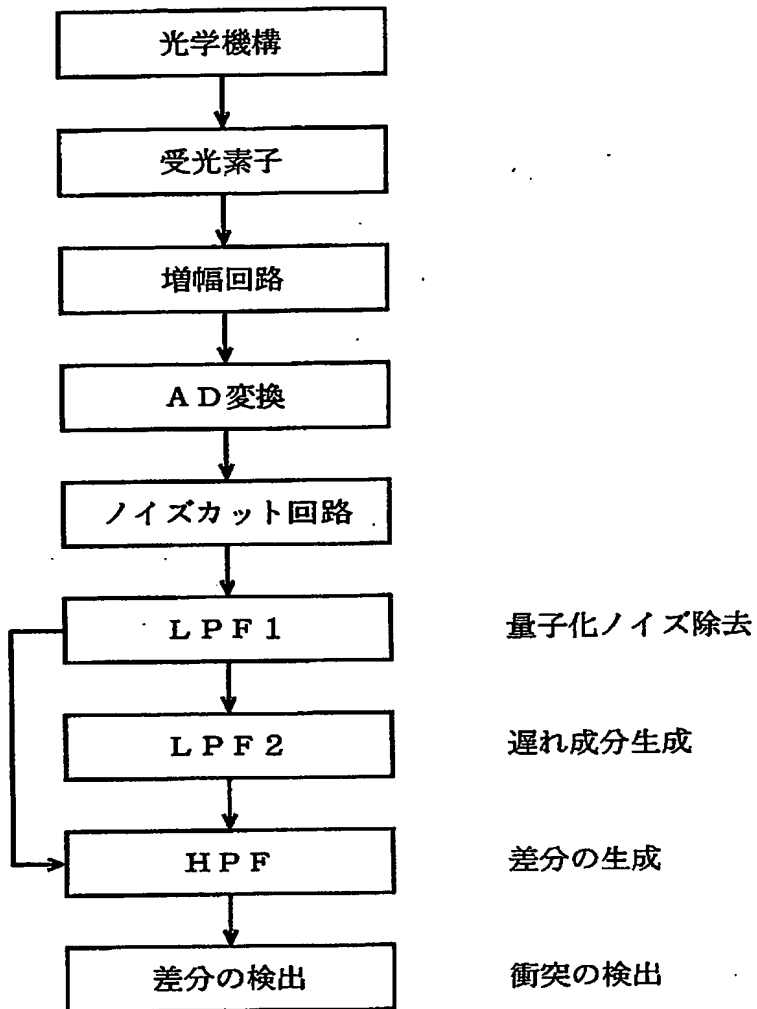 光学機構
受光素子
増幅回路
AD変換
ノイズカット回路
LPF1
量子化ノイズ除去
LPF2
遅れ成分生成
HPF
差分の生成
差分の検出
衝突の検出